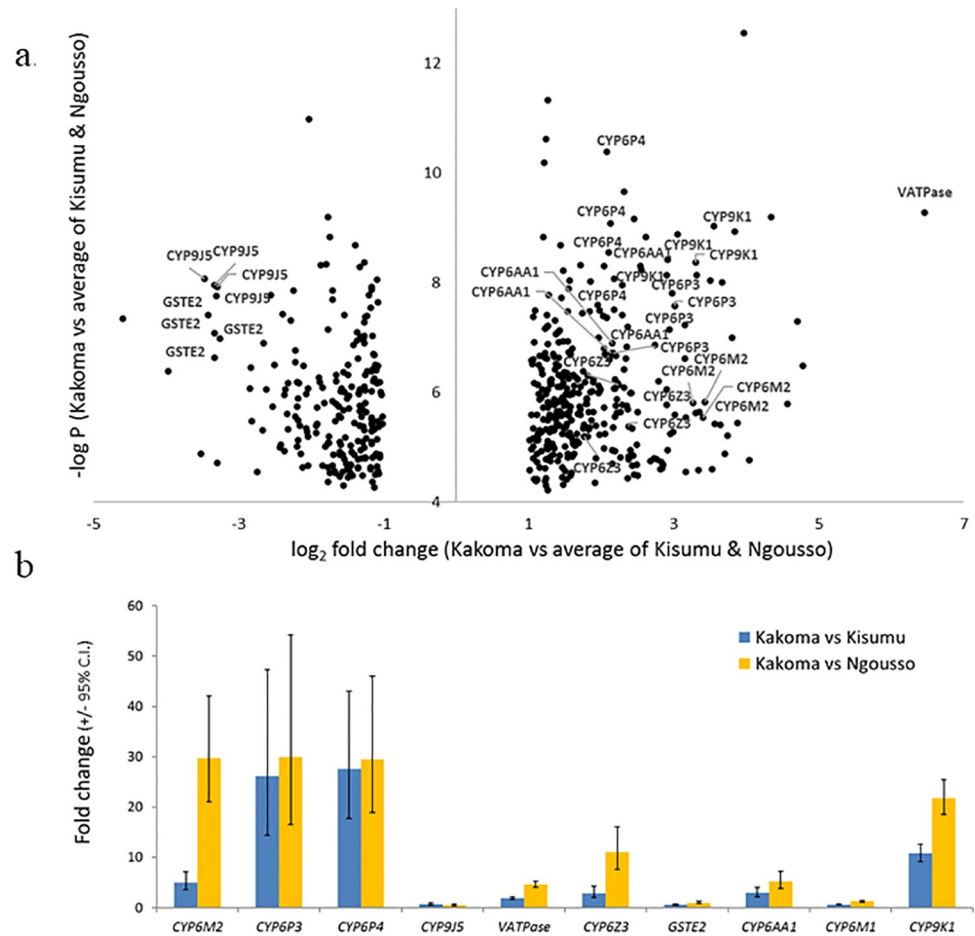 a.
-log P (Kakoma vs average of Kisumu & Ngousso)
12
10
8
6
4
CYP6P4
VATPase
CYP6P4
CYP9K1
CYP6P4
CYP9J5 CYP9J5
CYP6AA1 CYP9K1
CYP9K1
CYP6AA1
CYP9J5
CYP9K1
CYP6AA1
CYP6P4
CYP6P3
GSTE2
CYP9J5
CYP6P3
GSTE2
GSTE2
CYP6P3
CYP6AA1
GSTE2
CYP6Z3
CYP6P3
CYP6M2
CYP6M2
CYP6Z3
CYP6M2
CYP6Z3
CYP6Z3
-5 -3 -1 1 3 5 7
log2 fold change (Kakoma vs average of Kisumu & Ngousso)
b
Fold change (+/- 95% C.I.)
60
50
40
30
20
10
0
Kakoma vs Kisumu
Kakoma vs Ngousso
CYP6M2 CYP6P3 CYP6P4 CYP9J5 VATPase CYP6Z3 GSTE2 CYP6AA1 CYP6M1 CYP9K1